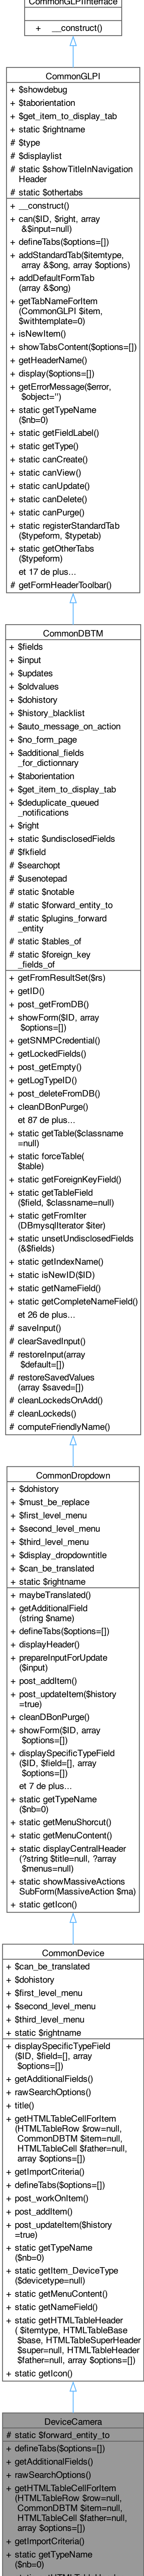 CommonGLPIInterface
+ __construct()
CommonGLPI
+ $showdebug
+ $taborientation
+ $get_item_to_display_tab
+ static $rightname
# $type
# $displaylist
# static $showTitleInNavigation
Header
# static $othertabs
+ __construct()
+ can($ID, $right, array
&$input=null)
+ defineTabs($options=[])
+ addStandardTab($itemtype,
array &$ong, array $options)
+ addDefaultFormTab
(array &$ong)
+ getTabNameForItem
(CommonGLPI $item,
$withtemplate=0)
+ isNewItem()
+ showTabsContent($options=[])
+ getHeaderName()
+ display($options=[])
+ getErrorMessage($error,
$object='')
+ static getTypeName
($nb=0)
+ static getFieldLabel()
+ static getType()
+ static canCreate()
+ static canView()
+ static canUpdate()
+ static canDelete()
+ static canPurge()
+ static registerStandardTab
($typeform, $typetab)
+ static getOtherTabs
($typeform)
et 17 de plus...
# getFormHeaderToolbar()
CommonDBTM
+ $fields
+ $input
+ $updates
+ $oldvalues
+ $dohistory
+ $history_blacklist
+ $auto_message_on_action
+ $no_form_page
+ $additional_fields
_for_dictionnary
+ $taborientation
+ $get_item_to_display_tab
+ $deduplicate_queued
_notifications
+ $right
+ static $undisclosedFields
# $fkfield
# $searchopt
# $usenotepad
# static $notable
# static $forward_entity_to
# static $plugins_forward
_entity
# static $tables_of
# static $foreign_key
_fields_of
+ getFromResultSet($rs)
+ getID()
+ post_getFromDB()
+ showForm($ID, array
$options=[])
+ getSNMPCredential()
+ getLockedFields()
+ post_getEmpty()
+ getLogTypeID()
+ post_deleteFromDB()
+ cleanDBonPurge()
et 87 de plus...
+ static getTable($classname
=null)
+ static forceTable(
$table)
+ static getForeignKeyField()
+ static getTableField
($field, $classname=null)
+ static getFromIter
(DBmysqlIterator $iter)
+ static unsetUndisclosedFields
(&$fields)
+ static getIndexName()
+ static isNewID($ID)
+ static getNameField()
+ static getCompleteNameField()
et 26 de plus...
# saveInput()
# clearSavedInput()
# restoreInput(array
$default=[])
# restoreSavedValues
(array $saved=[])
# cleanLockedsOnAdd()
# cleanLockeds()
# computeFriendlyName()
CommonDropdown
+ $dohistory
+ $must_be_replace
+ $first_level_menu
+ $second_level_menu
+ $third_level_menu
+ $display_dropdowntitle
+ $can_be_translated
+ static $rightname
+ maybeTranslated()
+ getAdditionalField
(string $name)
+ defineTabs($options=[])
+ displayHeader()
+ prepareInputForUpdate
($input)
+ post_addItem()
+ post_updateItem($history
=true)
+ cleanDBonPurge()
+ showForm($ID, array
$options=[])
+ displaySpecificTypeField
($ID, $field=[], array
$options=[])
et 7 de plus...
+ static getTypeName
($nb=0)
+ static getMenuShorcut()
+ static getMenuContent()
+ static displayCentralHeader
(?string $title=null, ?array
$menus=null)
+ static showMassiveActions
SubForm(MassiveAction $ma)
+ static getIcon()
CommonDevice
+ $can_be_translated
+ $dohistory
+ $first_level_menu
+ $second_level_menu
+ $third_level_menu
+ static $rightname
+ displaySpecificTypeField
($ID, $field=[], array
$options=[])
+ getAdditionalFields()
+ rawSearchOptions()
+ title()
+ getHTMLTableCellForItem
(HTMLTableRow $row=null,
CommonDBTM $item=null,
HTMLTableCell $father=null,
array $options=[])
+ getImportCriteria()
+ defineTabs($options=[])
+ post_workOnItem()
+ post_addItem()
+ post_updateItem($history
=true)
+ static getTypeName
($nb=0)
+ static getItem_DeviceType
($devicetype=null)
+ static getMenuContent()
+ static getNameField()
+ static getHTMLTableHeader
( $itemtype, HTMLTableBase
$base, HTMLTableSuperHeader
$super=null, HTMLTableHeader
$father=null, array $options=[])
+ static getIcon()
DeviceCamera
# static $forward_entity_to
+ defineTabs($options=[])
+ getAdditionalFields()
+ rawSearchOptions()
+ getHTMLTableCellForItem
(HTMLTableRow $row=null,
CommonDBTM $item=null,
HTMLTableCell $father=null,
array $options=[])
+ getImportCriteria()
+ static getTypeName
($nb=0)